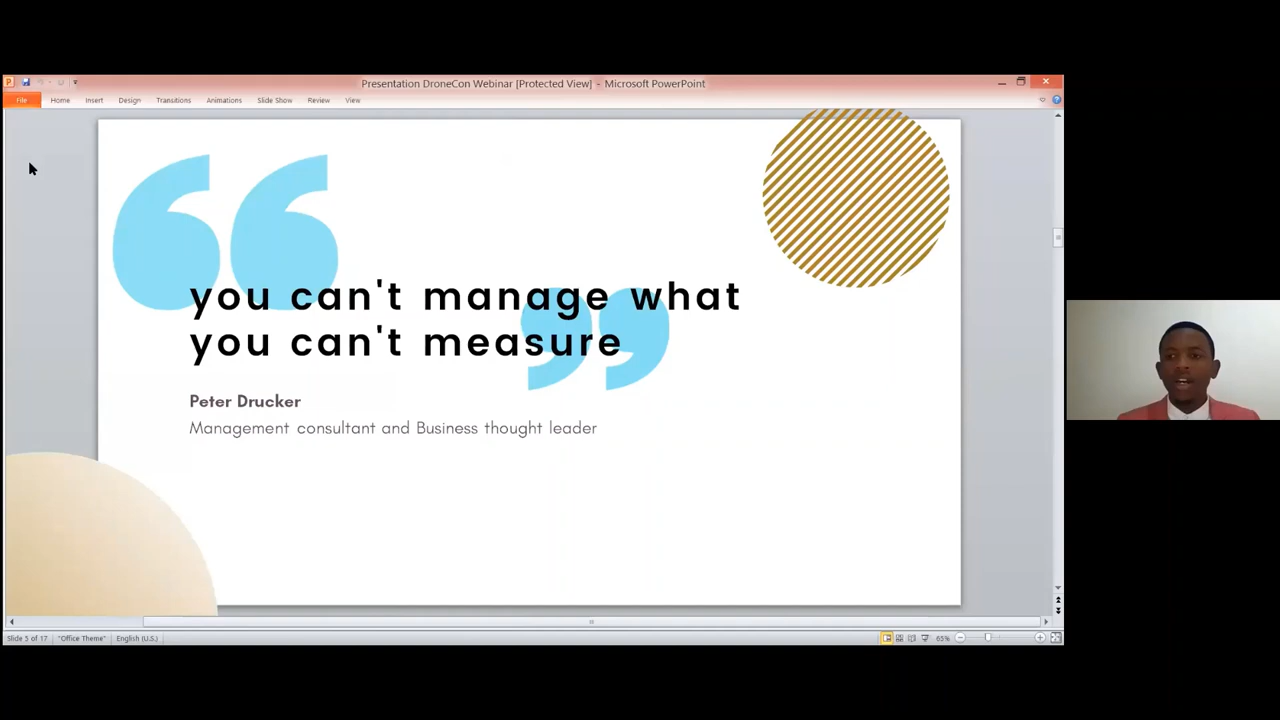 Presentation DroneCon Webinar [Protected View] - Microsoft PowerPoint
File Home Insert Design Transitions Animations Slide Show Review View
“
you can't manage what
you can't measure
”
Peter Drucker
Management consultant and Business thought leader
Slide 5 of 17 "Office Theme" English (U.S.) 65%